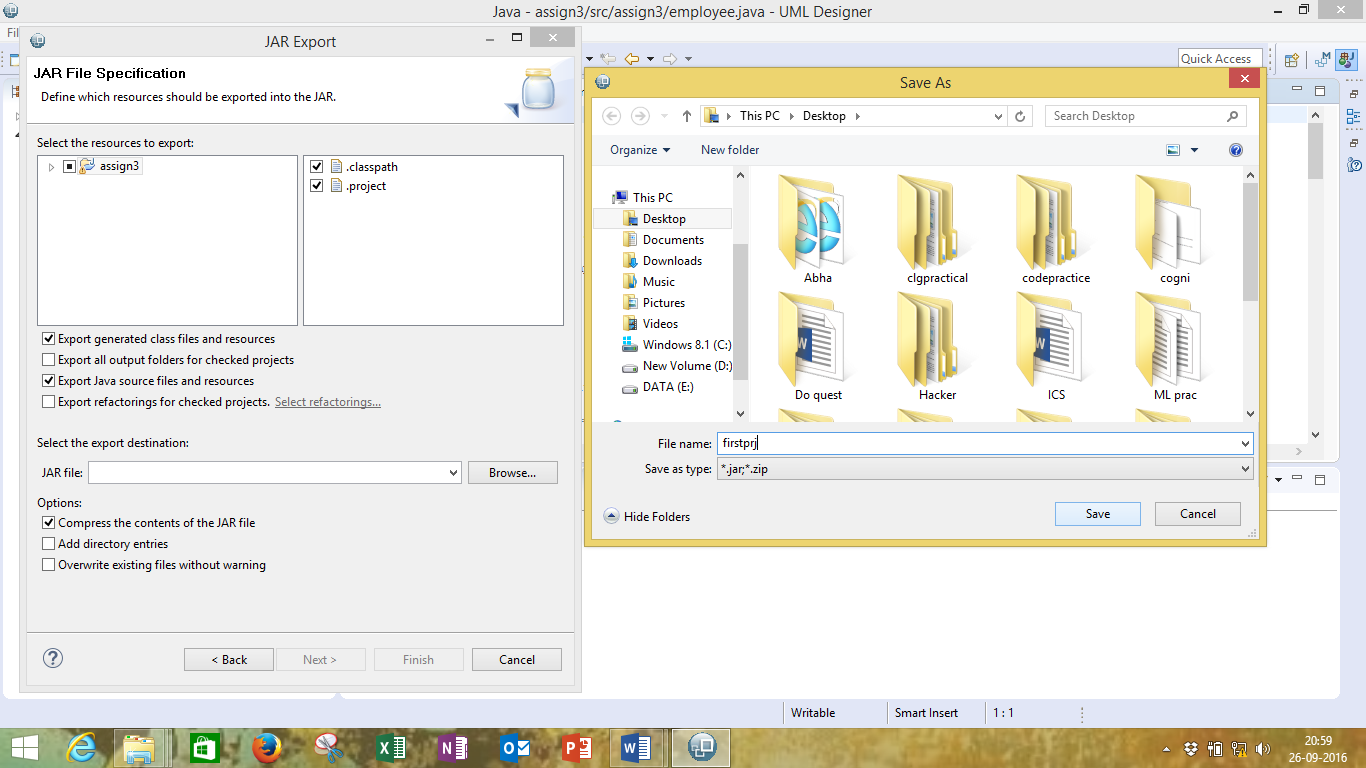 Java - assign3/src/assign3/employee.java - UML Designer
Fil
JAR Export
JAR File Specification
Define which resources should be exported into the JAR.
Select the resources to export:
assign3
.classpath
.project
Export generated class files and resources
Export all output folders for checked projects
Export Java source files and resources
Export refactorings for checked projects. Select refactorings...
Select the export destination:
JAR file:
Browse...
Options:
Compress the contents of the JAR file
Add directory entries
Overwrite existing files without warning
< Back
Next >
Finish
Cancel
Quick Access
Save As
This PC
Desktop
Search Desktop
Organize
New folder
This PC
Desktop
Documents
Downloads
Music
Pictures
Videos
Windows 8.1 (C:)
New Volume (D:)
DATA (E:)
Abha
clgpractical
codepractice
cogni
Do quest
Hacker
ICS
ML prac
File name: firstprj
Save as type: *.jar;*.zip
Hide Folders
Save
Cancel
Writable
Smart Insert
1 : 1
20:59
26-09-2016